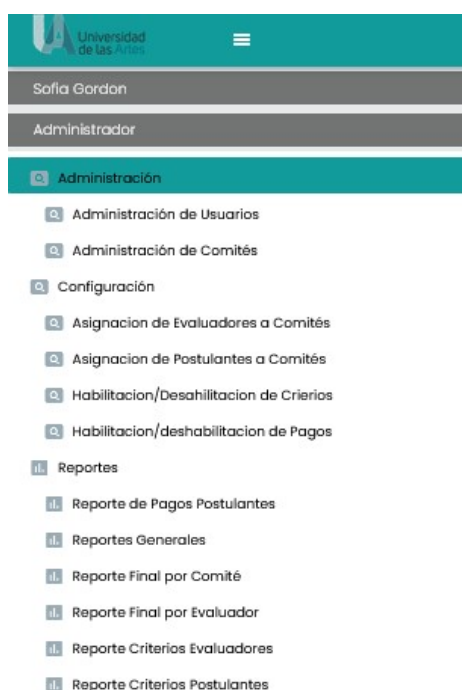 Universidad
de las Artes
Sofia Gordon
Administrador
Administración
Administración de Usuarios
Administración de Comités
Configuración
Asignacion de Evaluadores a Comités
Asignacion de Postulantes a Comités
Habilitacion/Desahilitacion de Crierios
Habilitacion/deshabilitacion de Pagos
Reportes
Reporte de Pagos Postulantes
Reportes Generales
Reporte Final por Comité
Reporte Final por Evaluador
Reporte Criterios Evaluadores
Reporte Criterios Postulantes